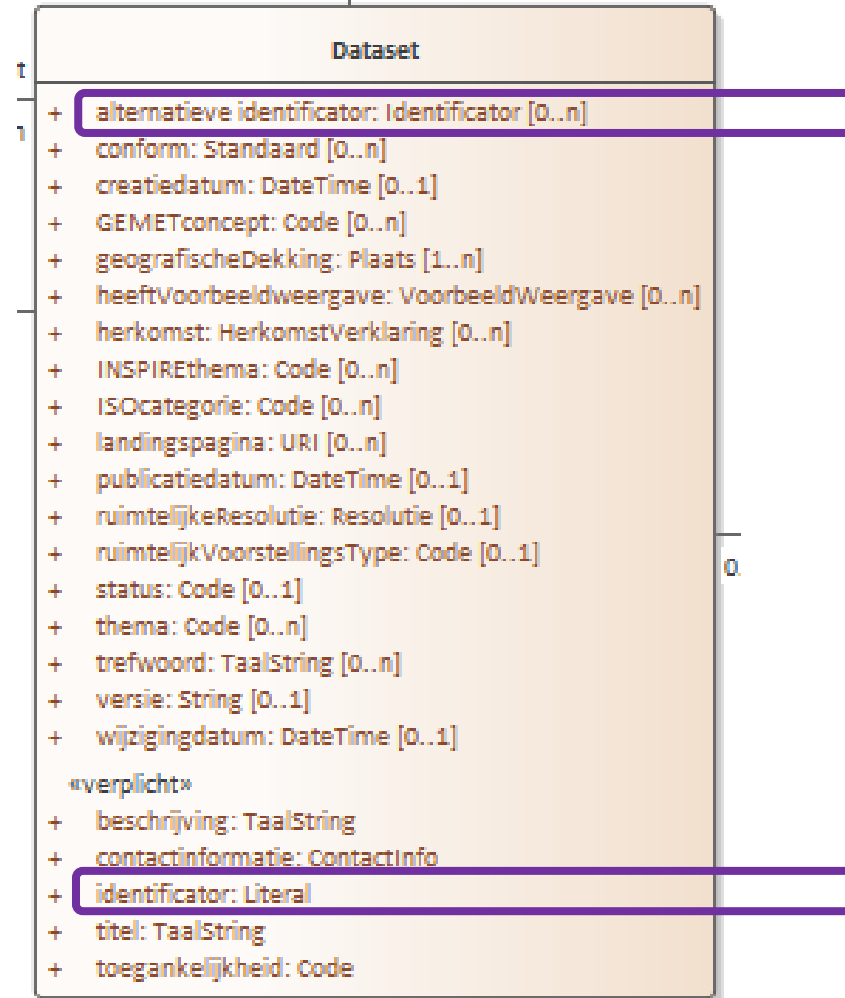 Dataset
t
+ alternatieve identificator: Identificator [0..n]
+ conform: Standaard [0..n]
+ creatiedatum: DateTime [0..1]
+ GEMETconcept: Code [0..n]
+ geografischeDekking: Plaats [1..n]
+ heeftVoorbeeldweergave: VoorbeeldWeergave [0..n]
+ herkomst: HerkomstVerklaring [0..n]
+ INSPIREthema: Code [0..n]
+ ISOcategorie: Code [0..n]
+ landingspagina: URI [0..n]
+ publicatiedatum: DateTime [0..1]
+ ruimtelijkeResolutie: Resolutie [0..1]
+ ruimtelijkVoorstellingsType: Code [0..1]
0.
+ status: Code [0..1]
+ thema: Code [0..n]
+ trefwoord: TaalString [0..n]
+ versie: String [0..1]
+ wijzigingdatum: DateTime [0..1]
«verplicht»
+ beschrijving: TaalString
+ contactinformatie: ContactInfo
+ identificator: Literal
+ titel: TaalString
+ toegankelijkheid: Code